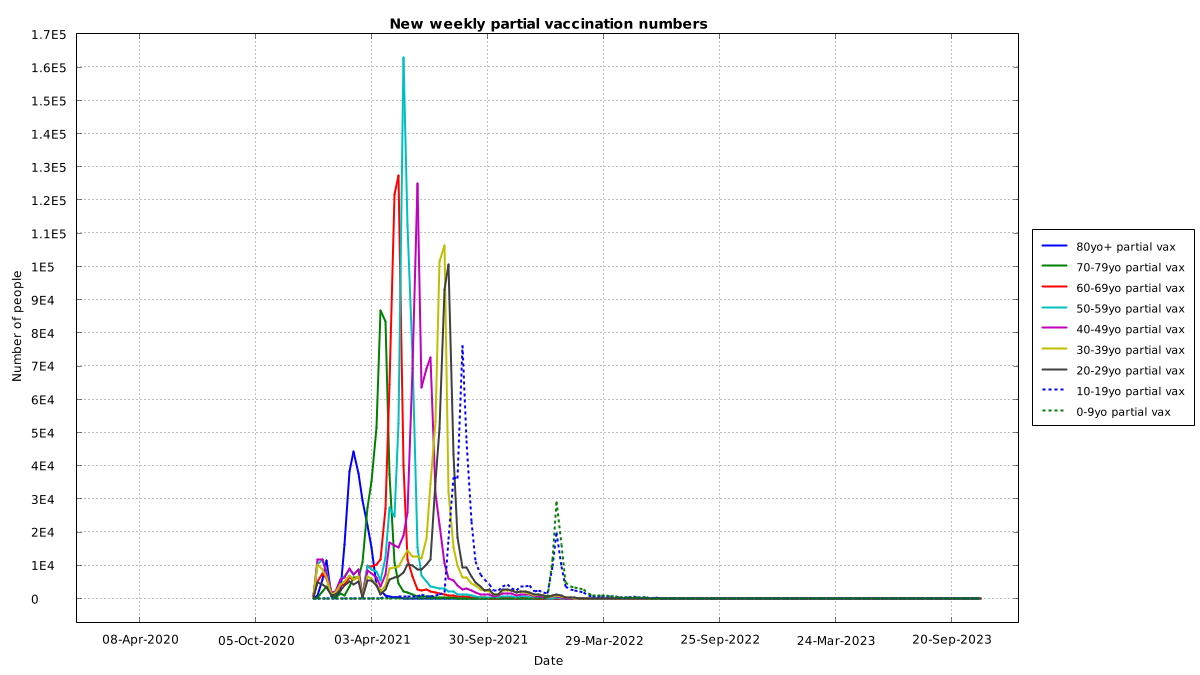 New weekly partial vaccination numbers
1.7E5
1.6E5
1.5E5
1.4E5
1.3E5
1.2E5
1.1E5
1E5
9E4
8E4
7E4
6E4
5E4
4E4
3E4
2E4
1E4
0
Number of people
08-Apr-2020
05-Oct-2020
03-Apr-2021
30-Sep-2021
29-Mar-2022
25-Sep-2022
24-Mar-2023
20-Sep-2023
Date
80yo+ partial vax
70-79yo partial vax
60-69yo partial vax
50-59yo partial vax
40-49yo partial vax
30-39yo partial vax
20-29yo partial vax
10-19yo partial vax
0-9yo partial vax